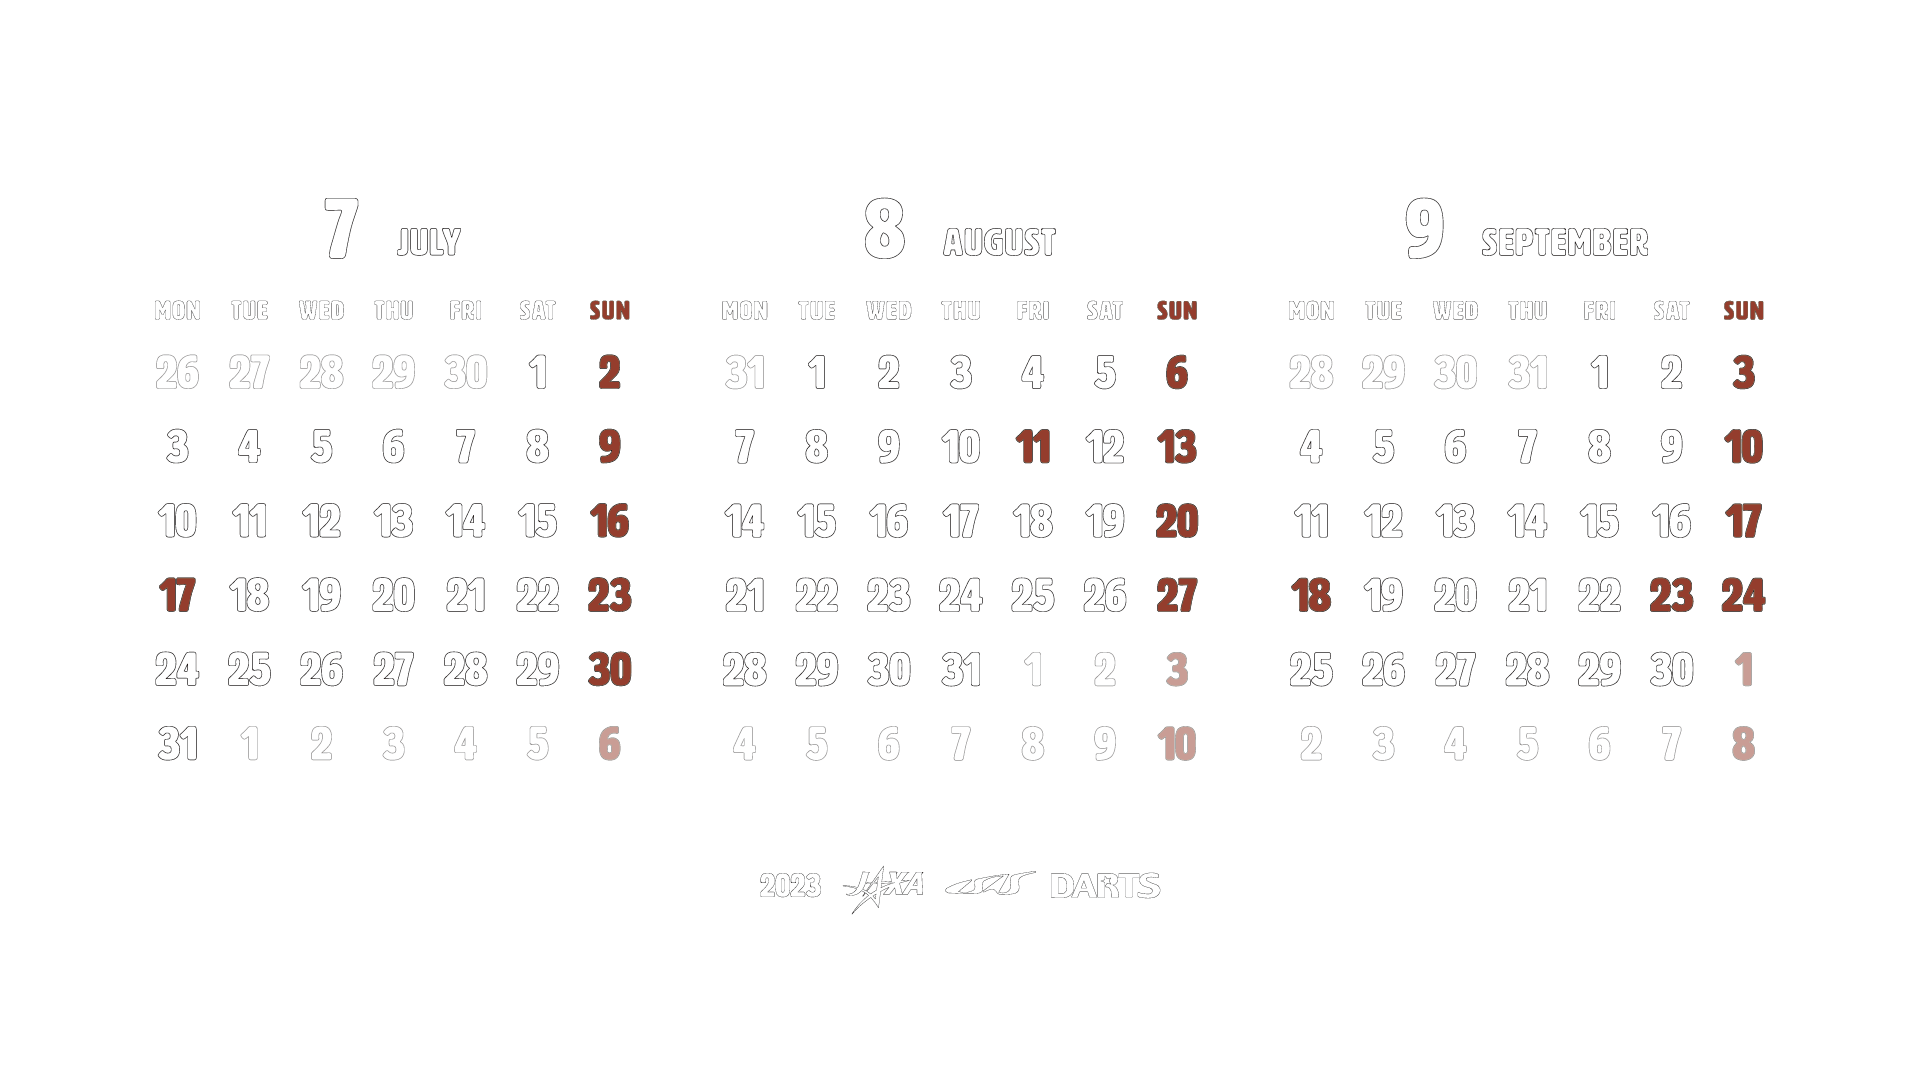 7 JULY
MON TUE WED THU FRI SAT SUN
26 27 28 29 30 1 2
3 4 5 6 7 8 9
10 11 12 13 14 15 16
17 18 19 20 21 22 23
24 25 26 27 28 29 30
31 1 2 3 4 5 6
8 AUGUST
MON TUE WED THU FRI SAT SUN
31 1 2 3 4 5 6
7 8 9 10 11 12 13
14 15 16 17 18 19 20
21 22 23 24 25 26 27
28 29 30 31 1 2 3
4 5 6 7 8 9 10
9 SEPTEMBER
MON TUE WED THU FRI SAT SUN
28 29 30 31 1 2 3
4 5 6 7 8 9 10
11 12 13 14 15 16 17
18 19 20 21 22 23 24
25 26 27 28 29 30 1
2 3 4 5 6 7 8
2023 JAXA ISAS DARTS